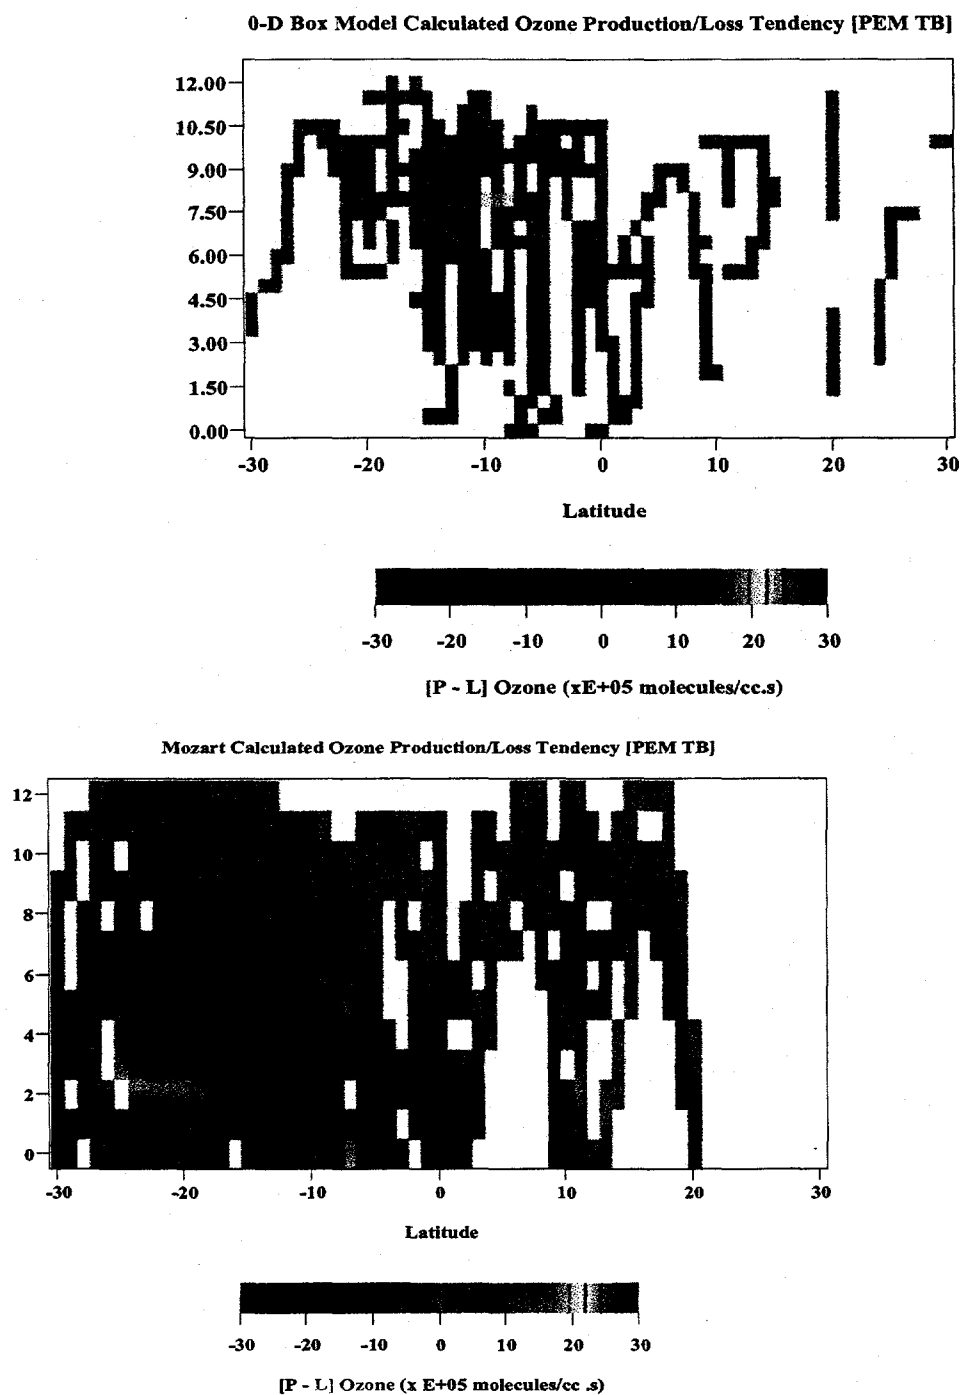 0-D Box Model Calculated Ozone Production/Loss Tendency [PEM TB]
12.00
10.50
9.00
7.50
6.00
4.50
3.00
1.50
0.00
-30 -20 -10 0 10 20 30
Latitude
-30 -20 -10 0 10 20 30
[P - L] Ozone (xE+05 molecules/cc.s)
Mozart Calculated Ozone Production/Loss Tendency [PEM TB]
12
10
8
6
4
2
0
-30 -20 -10 0 10 20 30
Latitude
-30 -20 -10 0 10 20 30
[P - L] Ozone (x E+05 molecules/cc .s)